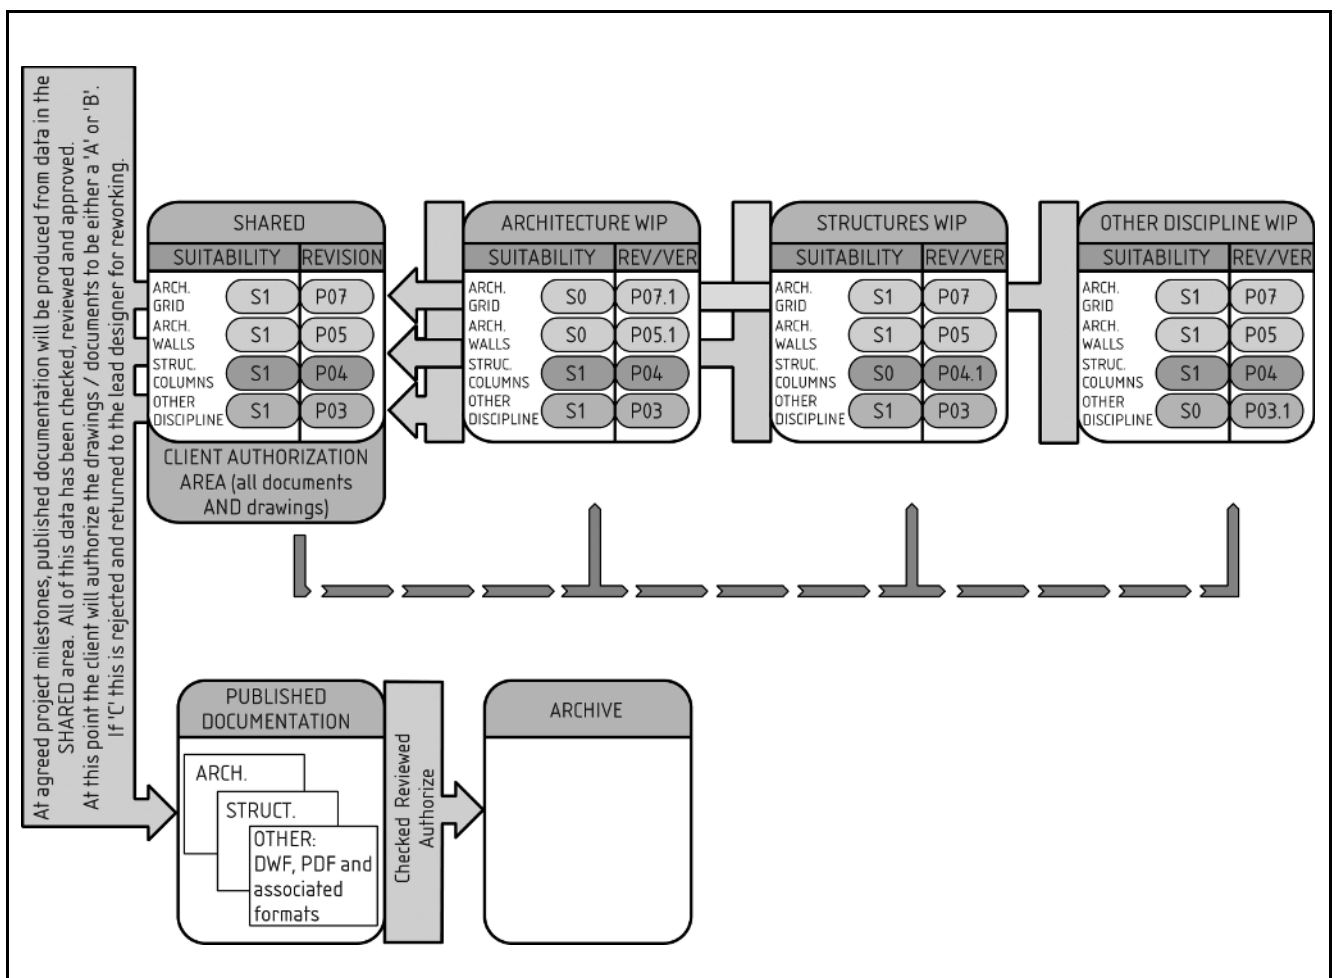 At agreed project milestones, published documentation will be produced from data in the
SHARED area. All of this data has been checked, reviewed and approved.
At this point the client will authorize the drawings / documents to be either a 'A' or 'B'.
If 'C' this is rejected and returned to the lead designer for reworking.
SHARED
SUITABILITY REVISION
ARCH.
GRID
S1 P07
ARCH.
WALLS
S1 P05
STRUC.
COLUMNS
S1 P04
OTHER
DISCIPLINE
S1 P03
CLIENT AUTHORIZATION
AREA (all documents
AND drawings)
ARCHITECTURE WIP
SUITABILITY REV/VER
ARCH.
GRID
S0 P07.1
ARCH.
WALLS
S0 P05.1
STRUC.
COLUMNS
S1 P04
OTHER
DISCIPLINE
S1 P03
STRUCTURES WIP
SUITABILITY REV/VER
ARCH.
GRID
S1 P07
ARCH.
WALLS
S1 P05
STRUC.
COLUMNS
S0 P04.1
OTHER
DISCIPLINE
S1 P03
OTHER DISCIPLINE WIP
SUITABILITY REV/VER
ARCH.
GRID
S1 P07
ARCH.
WALLS
S1 P05
STRUC.
COLUMNS
S1 P04
OTHER
DISCIPLINE
S0 P03.1
PUBLISHED
DOCUMENTATION
ARCH.
STRUCT.
OTHER:
DWF, PDF and
associated
formats
Checked Reviewed
Authorize
ARCHIVE